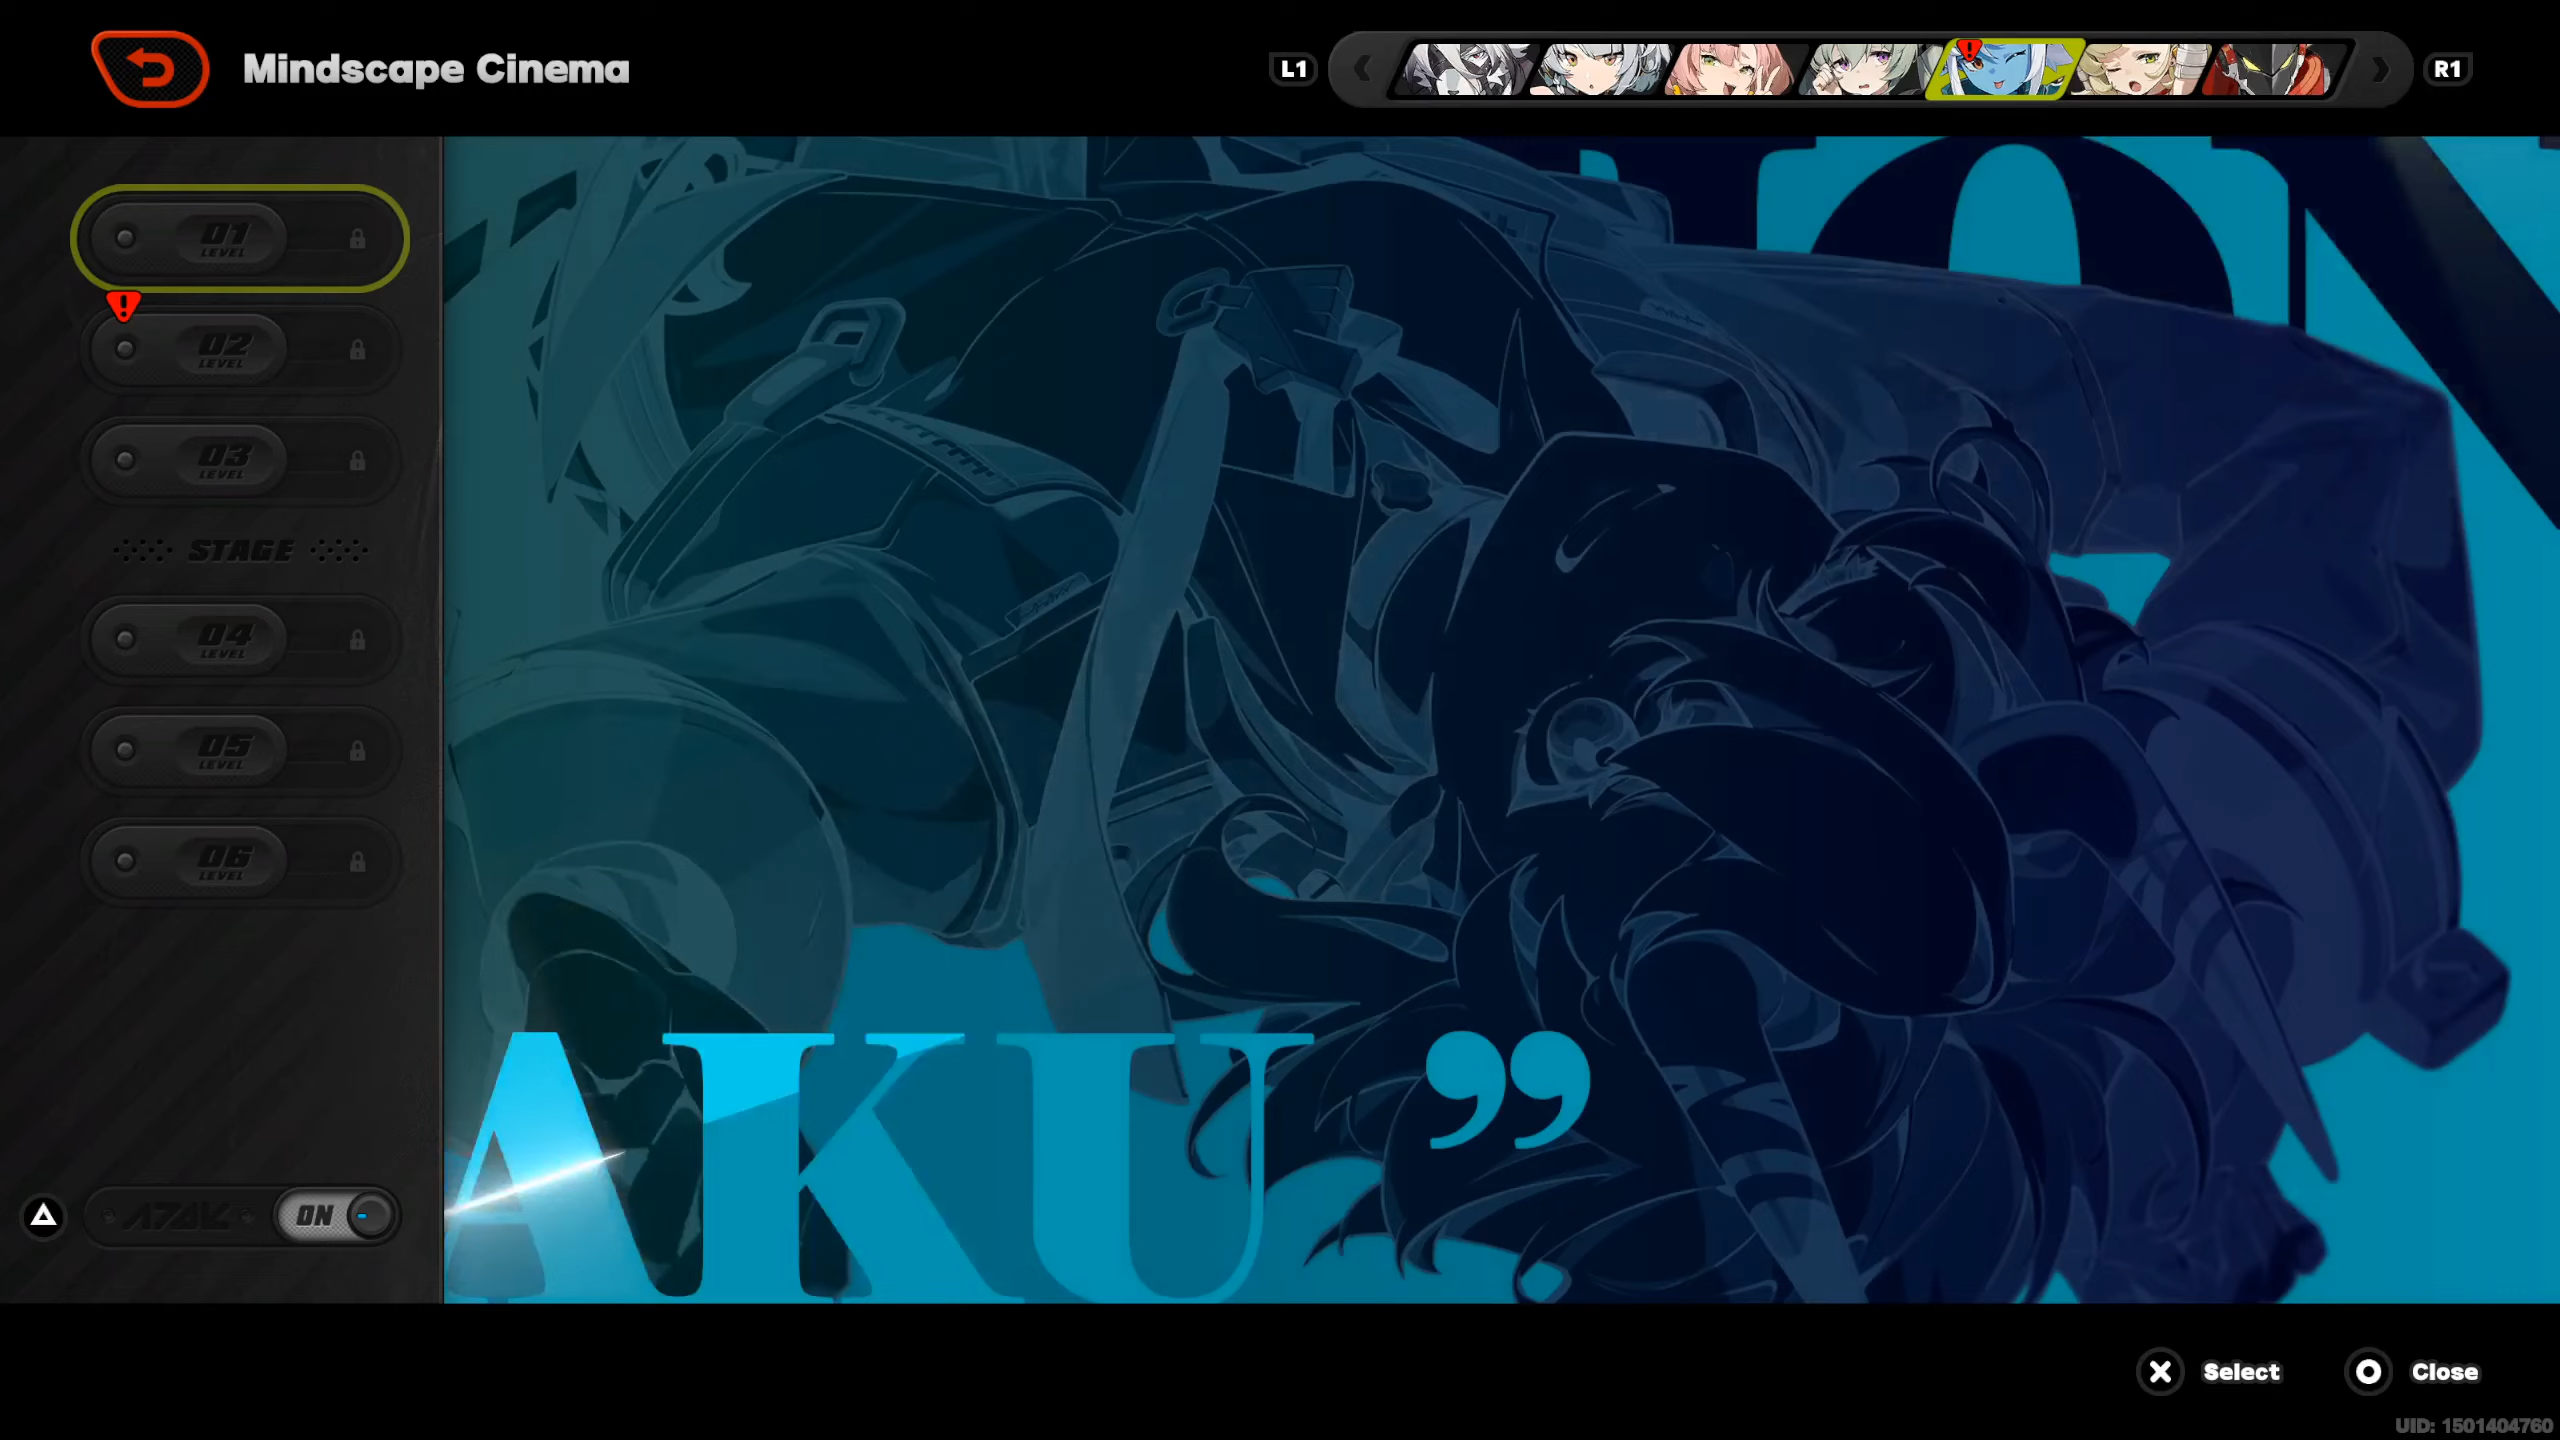 Mindscape Cinema
L1
R1
01
LEVEL
02
LEVEL
03
LEVEL
STAGE
04
LEVEL
05
LEVEL
06
LEVEL
ON
ON
AKU ”
Select
Close
UID: 1501404760